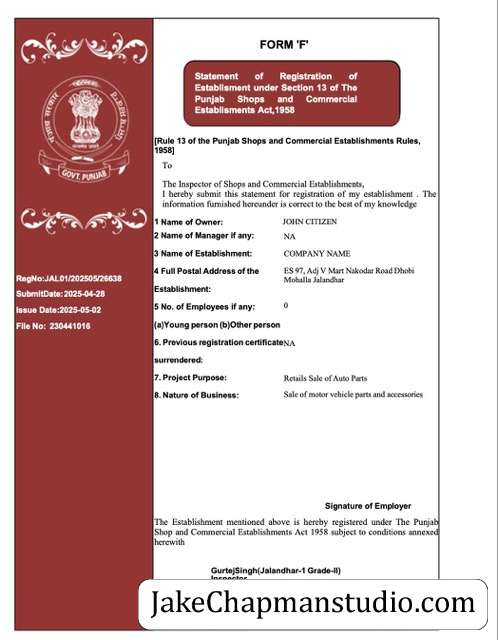 FORM 'F'
Statement of Registration of
Establisment under Section 13 of The
Punjab Shops and Commercial
Establisments Act,1958
[Rule 13 of the Punjab Shops and Commercial Establishments Rules,
1958]
To
The Inspector of Shops and Commercial Establishments,
I hereby submit this statement for registration of my establishment . The
information furnished hereunder is correct to the best of my knowledge
1 Name of Owner: JOHN CITIZEN
2 Name of Manager if any: NA
3 Name of Establishment: COMPANY NAME
4 Full Postal Address of the
Establishment:
ES 97, Adj V Mart Nakodar Road Dhobi
Mohalla Jalandhar
5 No. of Employees if any: 0
(a)Young person (b)Other person
6. Previous registration certificate NA
surrendered:
7. Project Purpose: Retails Sale of Auto Parts
8. Nature of Business: Sale of motor vehicle parts and accessories
GOVT. PUNJAB
RegNo:JAL01/202505/26638
SubmitDate:2025-04-28
Issue Date:2025-05-02
File No: 230441016
Signature of Employer
The Establishment mentioned above is hereby registered under The Punjab
Shop and Commercial Establishments Act 1958 subject to conditions annexed
herewith
GurtejSingh(Jalandhar-1 Grade-II)
Inspector
JakeChapmanstudio.com